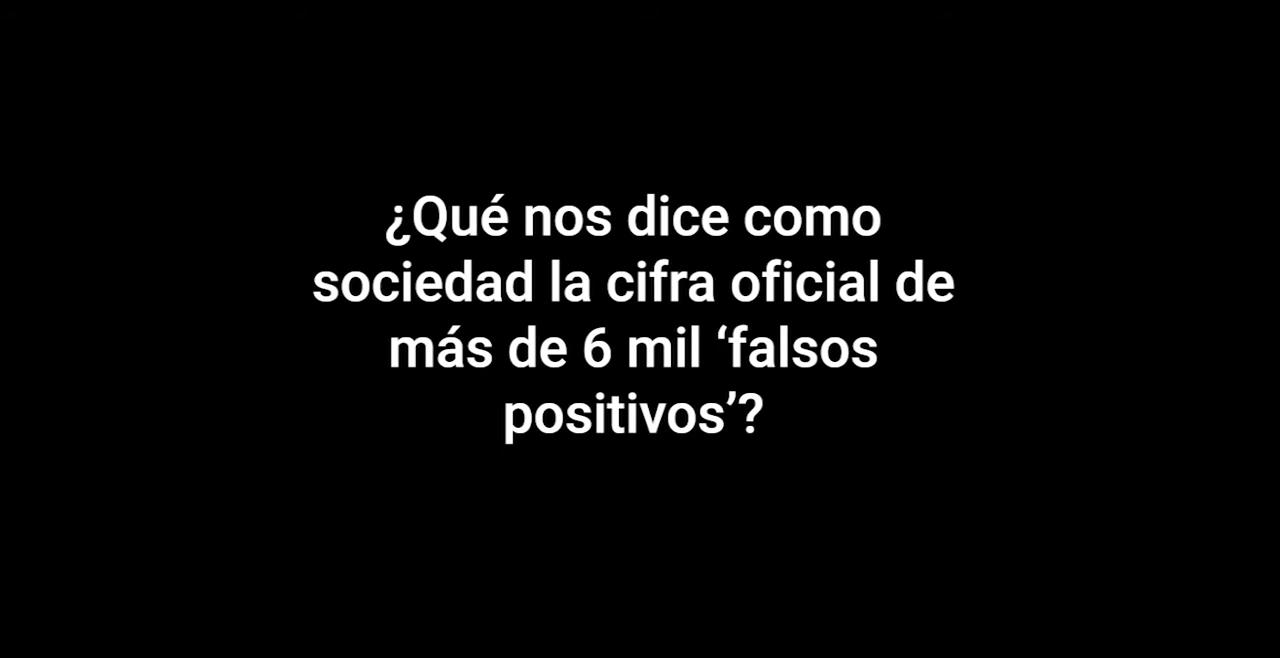 ¿Qué nos dice como
sociedad la cifra oficial de
más de 6 mil ‘falsos
positivos’?